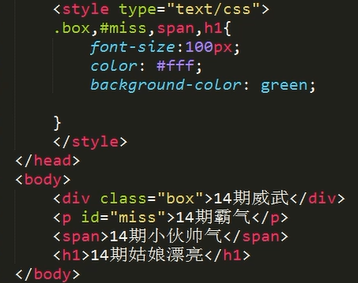 <style type="text/css">
.box,#miss,span,h1{
font-size:100px;
color: #fff;
background-color: green;
}
</style>
</head>
<body>
<div class="box">14期威武</div>
<p id="miss">14期霸气</p>
<span>14期小伙帅气</span>
<h1>14期姑娘漂亮</h1>
</body>